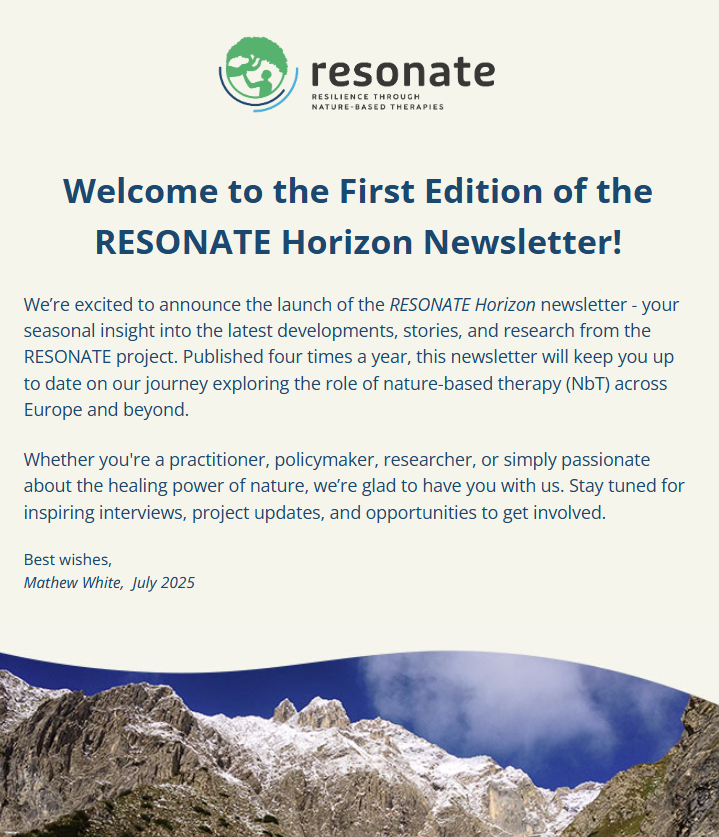 resonate
RESILIENCE THROUGH
NATURE-BASED THERAPIES
Welcome to the First Edition of the
RESONATE Horizon Newsletter!
We’re excited to announce the launch of the RESONATE Horizon newsletter - your
seasonal insight into the latest developments, stories, and research from the
RESONATE project. Published four times a year, this newsletter will keep you up
to date on our journey exploring the role of nature-based therapy (NbT) across
Europe and beyond.
Whether you're a practitioner, policymaker, researcher, or simply passionate
about the healing power of nature, we’re glad to have you with us. Stay tuned for
inspiring interviews, project updates, and opportunities to get involved.
Best wishes,
Mathew White, July 2025